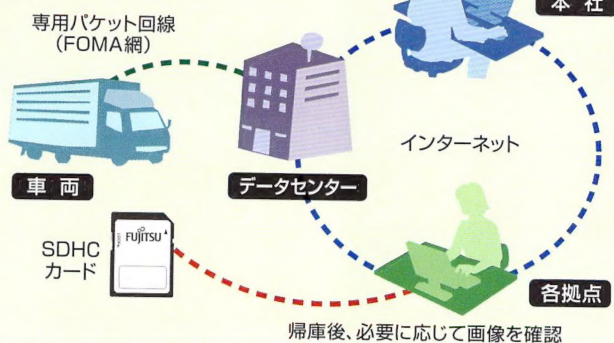 専用パケット回線
(FOMA網)
本 社
インターネット
車 両
データセンター
SDHC
カード
FUJITSU
各拠点
帰庫後、必要に応じて画像を確認